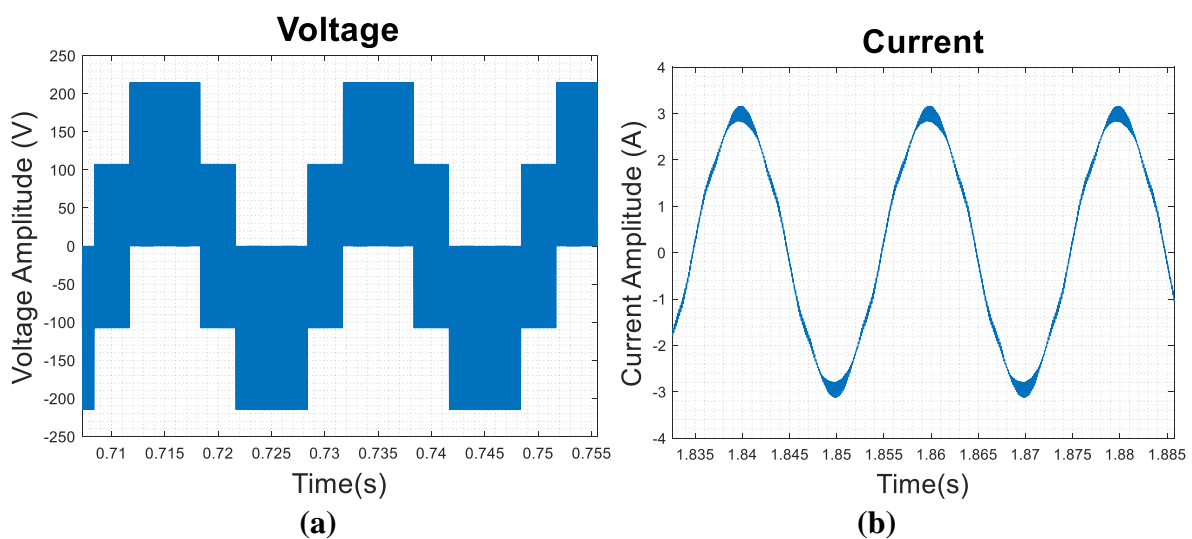 Voltage
Voltage Amplitude (V)
250
200
150
100
50
0
-50
-100
-150
-200
-250
0.71 0.715 0.72 0.725 0.73 0.735 0.74 0.745 0.75 0.755
Time(s)
(a)
Current
Current Amplitude (A)
4
3
2
1
0
-1
-2
-3
-4
1.835 1.84 1.845 1.85 1.855 1.86 1.865 1.87 1.875 1.88 1.885
Time(s)
(b)